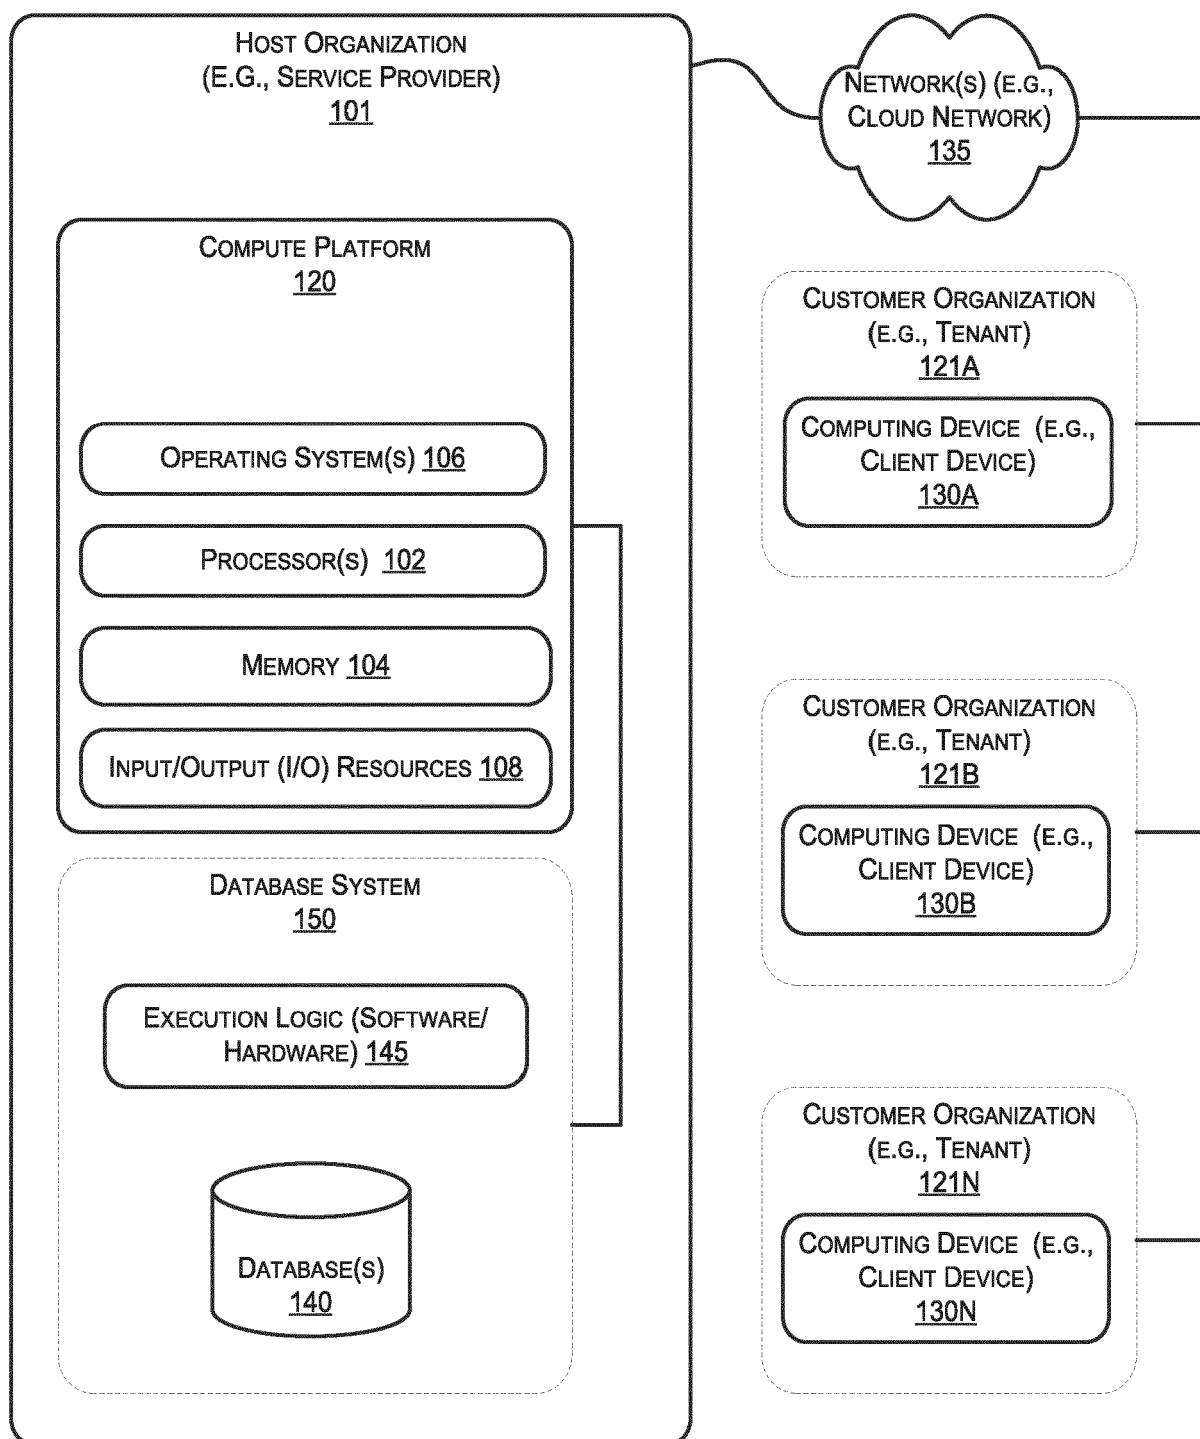 HOST ORGANIZATION
(E.G., SERVICE PROVIDER)
101
COMPUTE PLATFORM
120
OPERATING SYSTEM(S) 106
PROCESSOR(S) 102
MEMORY 104
INPUT/OUTPUT (I/O) RESOURCES 108
DATABASE SYSTEM
150
EXECUTION LOGIC (SOFTWARE/
HARDWARE) 145
DATABASE(S)
140
NETWORK(S) (E.G.,
CLOUD NETWORK)
135
CUSTOMER ORGANIZATION
(E.G., TENANT)
121A
COMPUTING DEVICE (E.G.,
CLIENT DEVICE)
130A
CUSTOMER ORGANIZATION
(E.G., TENANT)
121B
COMPUTING DEVICE (E.G.,
CLIENT DEVICE)
130B
CUSTOMER ORGANIZATION
(E.G., TENANT)
121N
COMPUTING DEVICE (E.G.,
CLIENT DEVICE)
130N